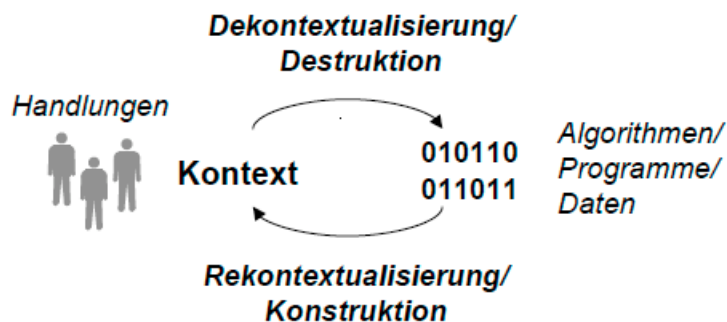 Dekontextualisierung/
Destruktion
Handlungen
Kontext
010110
011011
Algorithmen/
Programme/
Daten
Rekontextualisierung/
Konstruktion